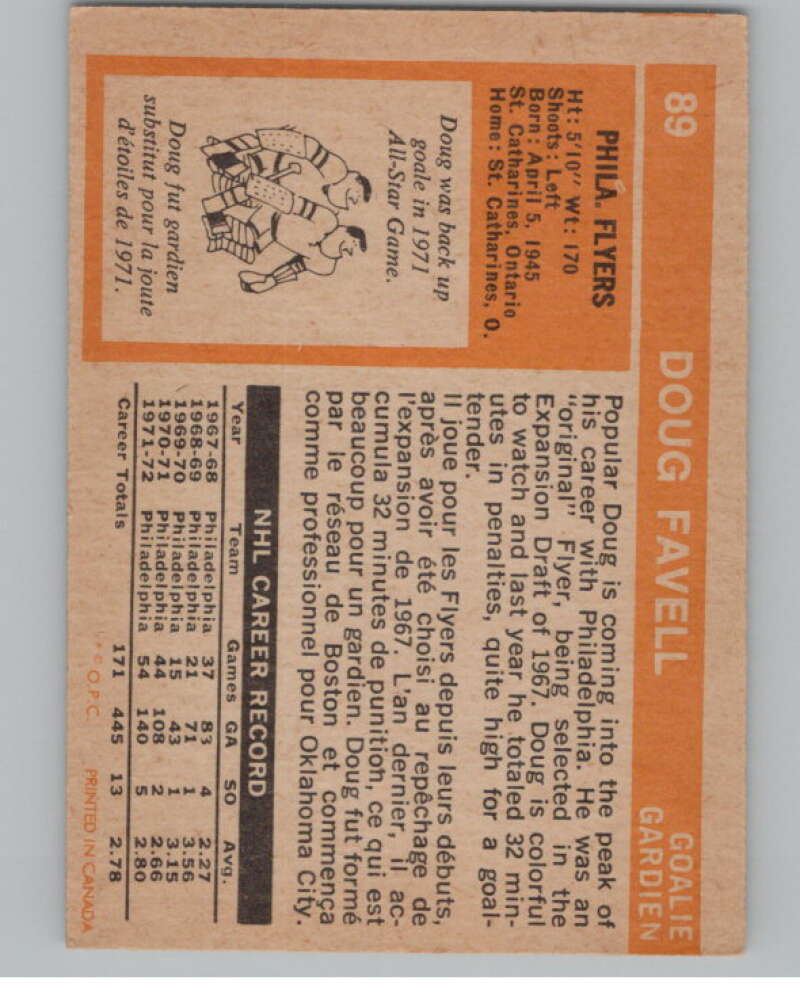 89 DOUG FAVELL GOALIE
GARDIEN
PHILA. FLYERS
Ht: 5'10" Wt: 170
Shoots: Left
Born: April 5, 1945
St. Catharines, Ontario
Home: St. Catharines, O.
Doug was back up
goale in 1971
All-Star Game.
Doug fut gardien
substitut pour la joute
d'étoiles de 1971.
Popular Doug is coming into the peak of
his career with Philadelphia. He was an
"original" Flyer, being selected in the
Expansion Draft of 1967. Doug is colorful
to watch and last year he totaled 32 min-
utes in penalties, quite high for a goal-
tender.
Il joue pour les Flyers depuis leurs débuts,
après avoir été choisi au repêchage de
l'expansion de 1967. L'an dernier, il ac-
cumula 32 minutes de punition, ce qui est
beaucoup pour un gardien. Doug fut formé
par le réseau de Boston et commença
comme professionnel pour Oklahoma City.
NHL CAREER RECORD
Year Team Games GA SO Avg.
1967-68 Philadelphia 37 83 4 2.27
1968-69 Philadelphia 21 71 1 3.56
1969-70 Philadelphia 15 43 1 3.15
1970-71 Philadelphia 44 108 2 2.66
1971-72 Philadelphia 54 140 5 2.80
Career Totals 171 445 13 2.78
© O.P.C. PRINTED IN CANADA